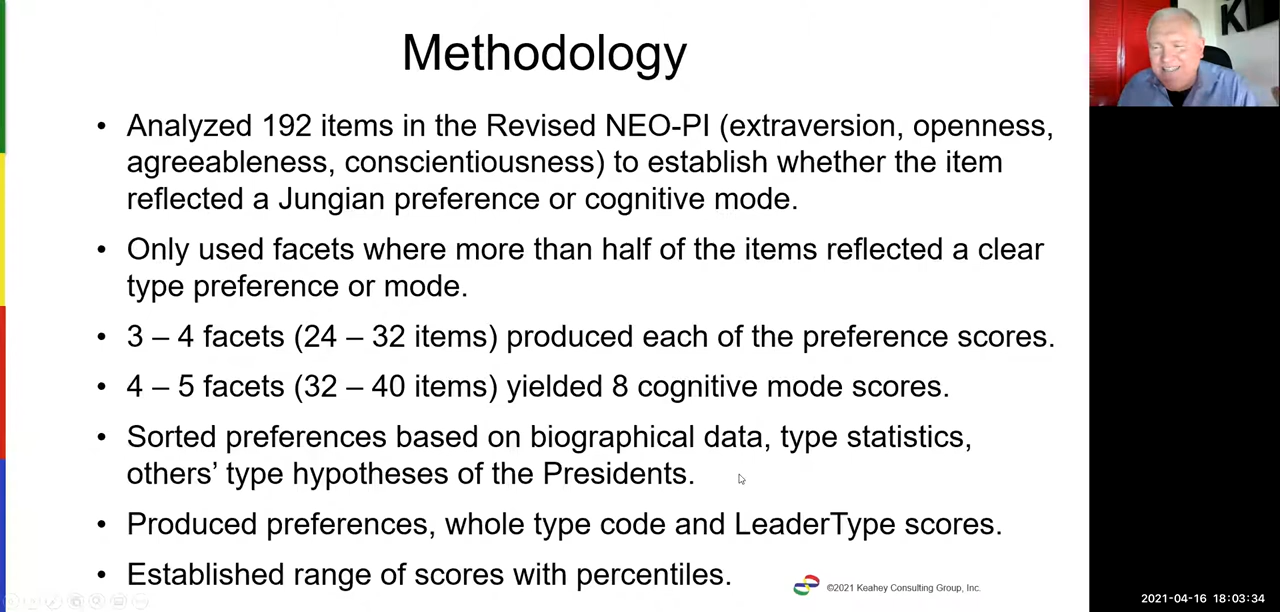 Methodology
• Analyzed 192 items in the Revised NEO-PI (extraversion, openness,
agreeableness, conscientiousness) to establish whether the item
reflected a Jungian preference or cognitive mode.
• Only used facets where more than half of the items reflected a clear
type preference or mode.
• 3 – 4 facets (24 – 32 items) produced each of the preference scores.
• 4 – 5 facets (32 – 40 items) yielded 8 cognitive mode scores.
• Sorted preferences based on biographical data, type statistics,
others’ type hypotheses of the Presidents.
• Produced preferences, whole type code and LeaderType scores.
• Established range of scores with percentiles.
©2021 Keahey Consulting Group, Inc.
K
2021-04-16 18:03:34